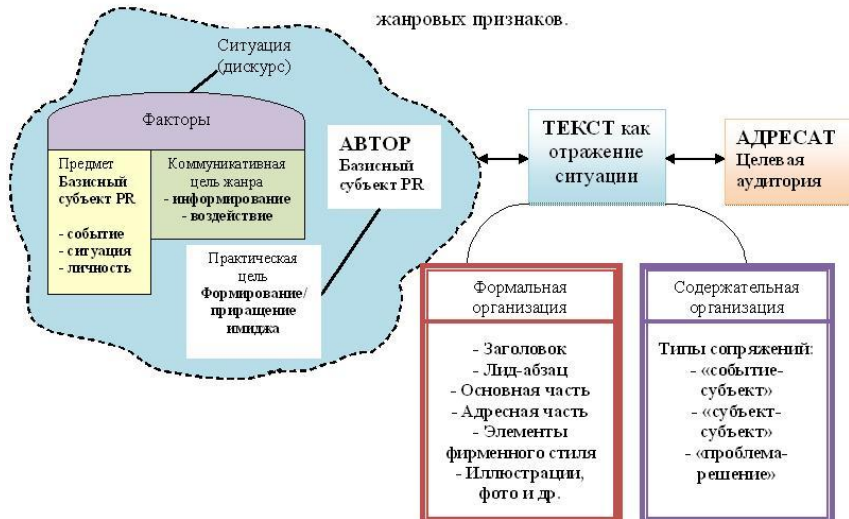 жанровых признаков.
Ситуация
(дискурс)
Факторы
Предмет
Базисный
субъект PR
- событие
- ситуация
- личность
Коммуникативная
цель жанра
- информирование
- воздействие
Практическая
цель
Формирование/
приращение
имиджа
АВТОР
Базисный
субъект PR
ТЕКСТ как
отражение
ситуации
АДРЕСАТ
Целевая
аудитория
Формальная
организация
- Заголовок
- Лид-абзац
- Основная часть
- Адресная часть
- Элементы
фирменного стиля
- Иллюстрации,
фото и др.
Содержательная
организация
Типы сопряжений:
- «событие-
субъект»
- «субъект-
субъект»
- «проблема-
решение»